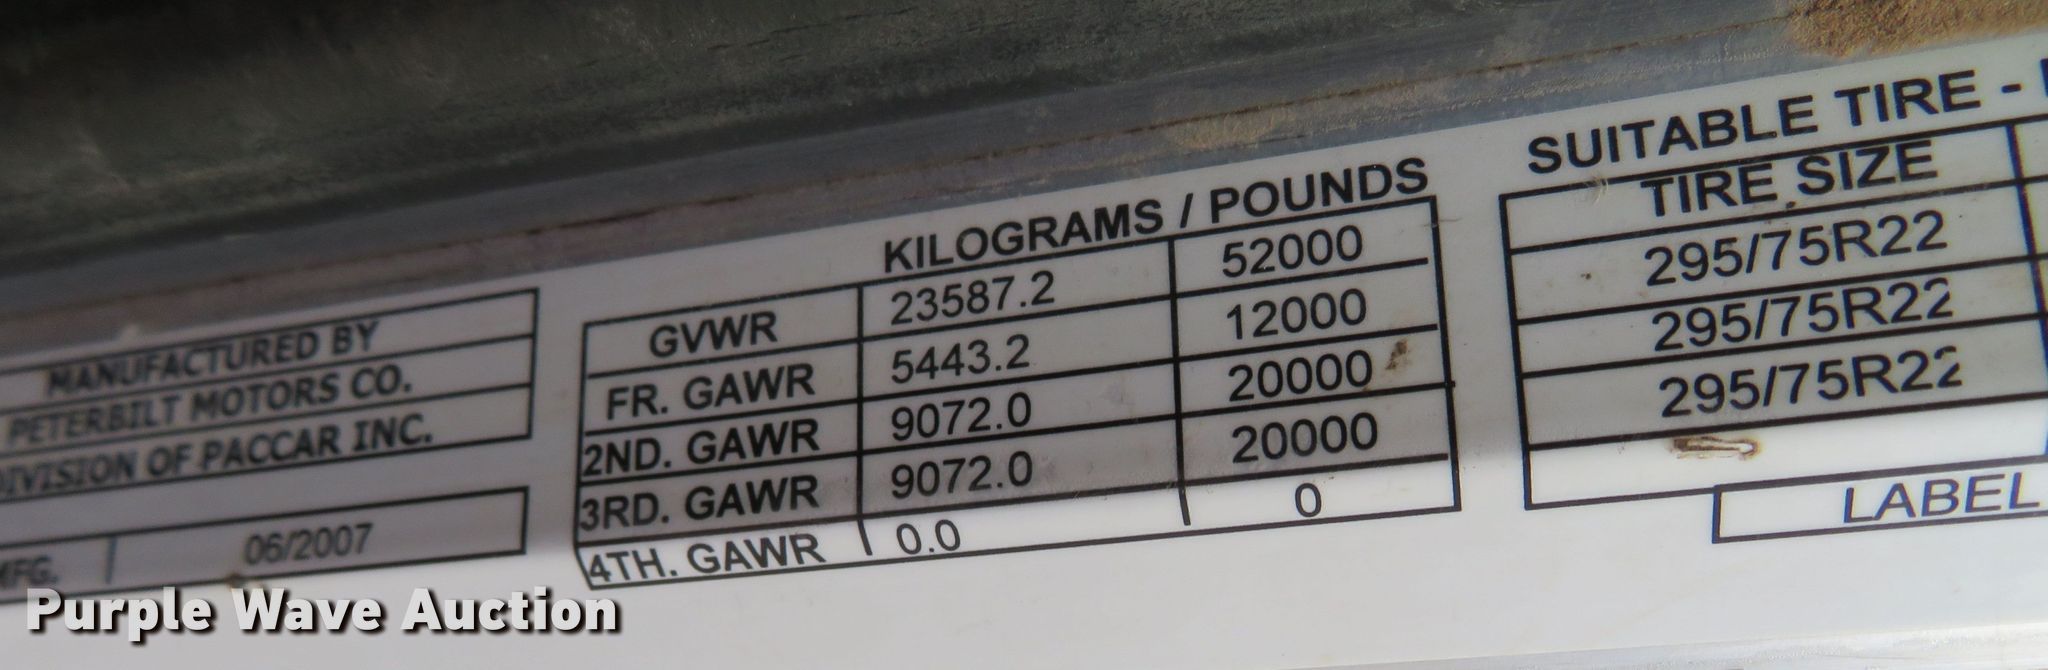 MANUFACTURED BY
PETERBILT MOTORS CO.
DIVISION OF PACCAR INC.
MFG. 06/2007
KILOGRAMS / POUNDS
GVWR 23587.2 52000
FR. GAWR 5443.2 12000
2ND. GAWR 9072.0 20000
3RD. GAWR 9072.0 20000
4TH. GAWR 0.0 0
SUITABLE TIRE -
TIRE SIZE
295/75R22
295/75R22
295/75R22
LABEL
Purple Wave Auction